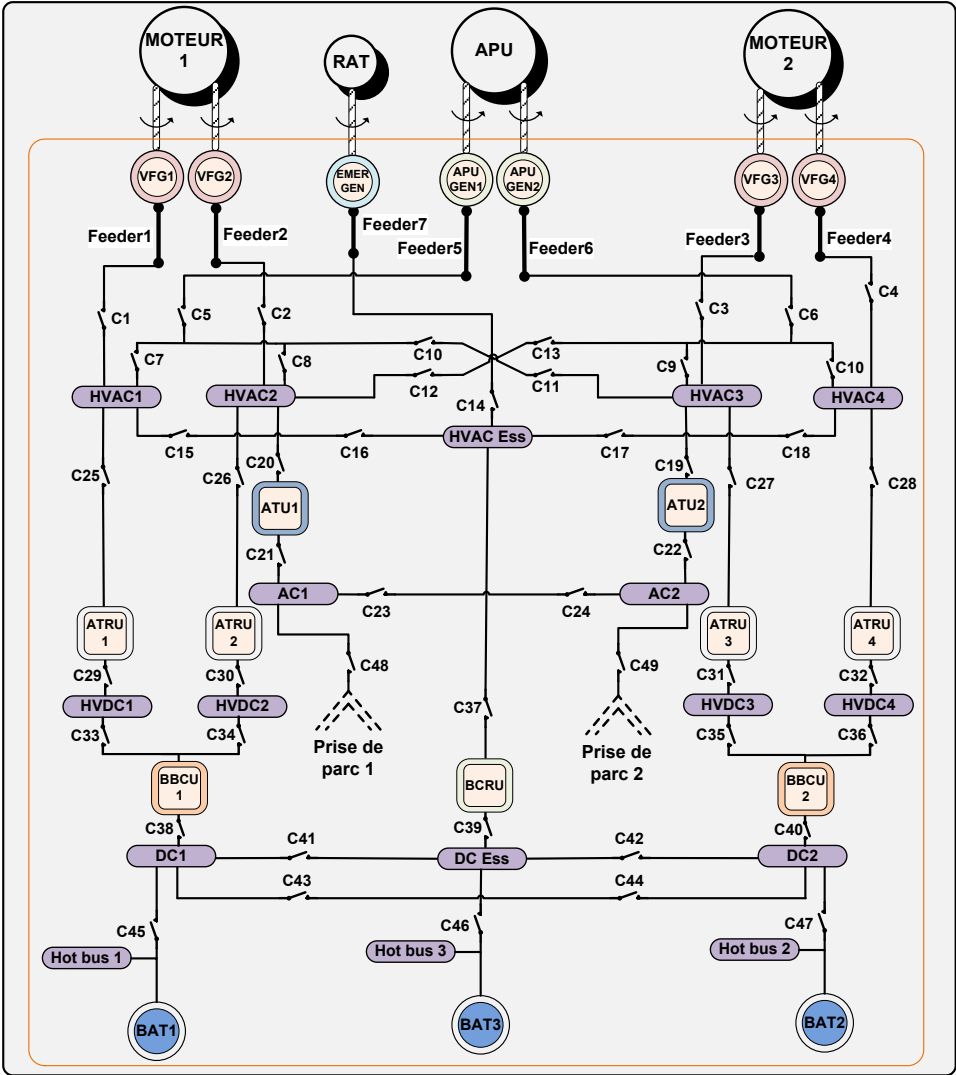 MOTEUR
1
RAT
APU
MOTEUR
2
VFG1
VFG2
EMER
GEN
APU
GEN1
APU
GEN2
VFG3
VFG4
Feeder1
Feeder2
Feeder7
Feeder5
Feeder6
Feeder3
Feeder4
C1
C5
C2
C3
C6
C4
C7
C8
C10
C13
C9
C10
C12
C11
HVAC1
HVAC2
C14
HVAC3
HVAC4
HVAC Ess
C15
C16
C17
C18
C25
C26
C20
C19
C27
C28
ATU1
ATU2
C21
C22
AC1
C23
C24
AC2
ATRU
1
ATRU
2
ATRU
3
ATRU
4
C29
C30
C48
C49
C31
C32
HVDC1
HVDC2
C37
HVDC3
HVDC4
C33
C34
C35
C36
Prise de
parc 1
Prise de
parc 2
BBCU
1
BCRU
BBCU
2
C38
C39
C40
C41
C42
DC1
DC Ess
DC2
C43
C44
C45
C46
C47
Hot bus 1
Hot bus 3
Hot bus 2
BAT1
BAT3
BAT2